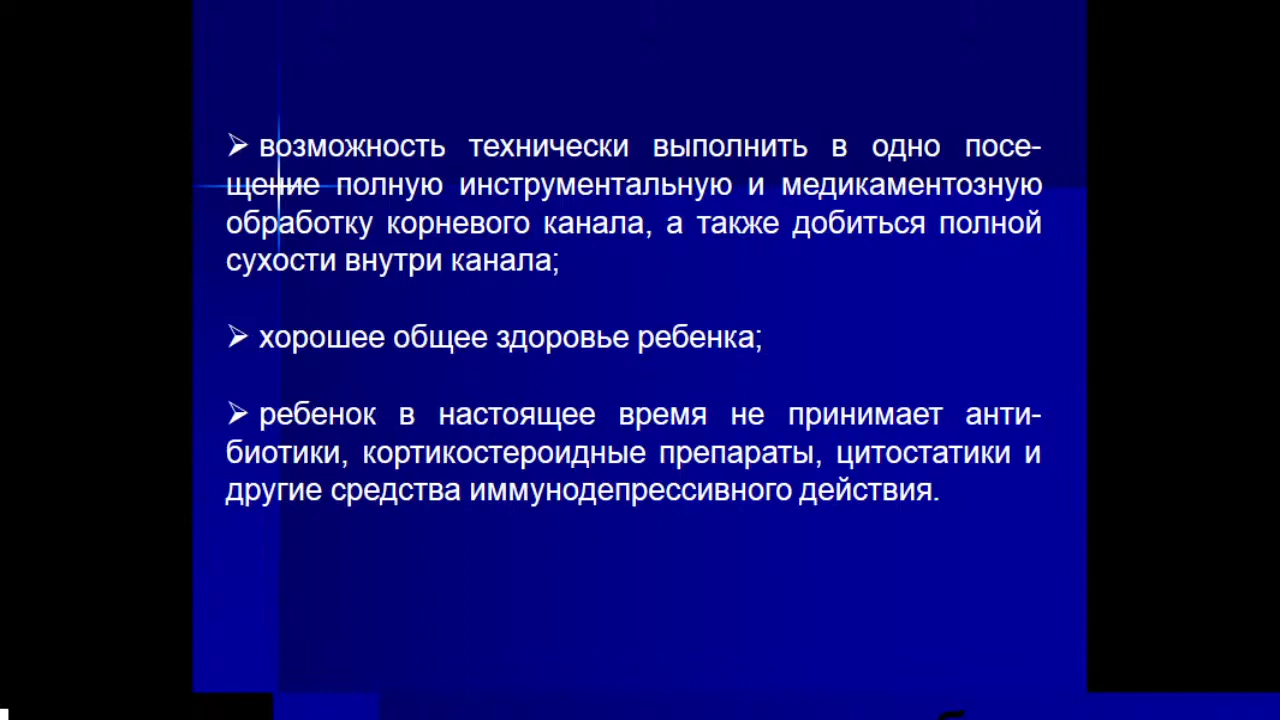 ➢ возможность технически выполнить в одно посе-
щение полную инструментальную и медикаментозную
обработку корневого канала, а также добиться полной
сухости внутри канала;
➢ хорошее общее здоровье ребенка;
➢ ребенок в настоящее время не принимает анти-
биотики, кортикостероидные препараты, цитостатики и
другие средства иммунодепрессивного действия.